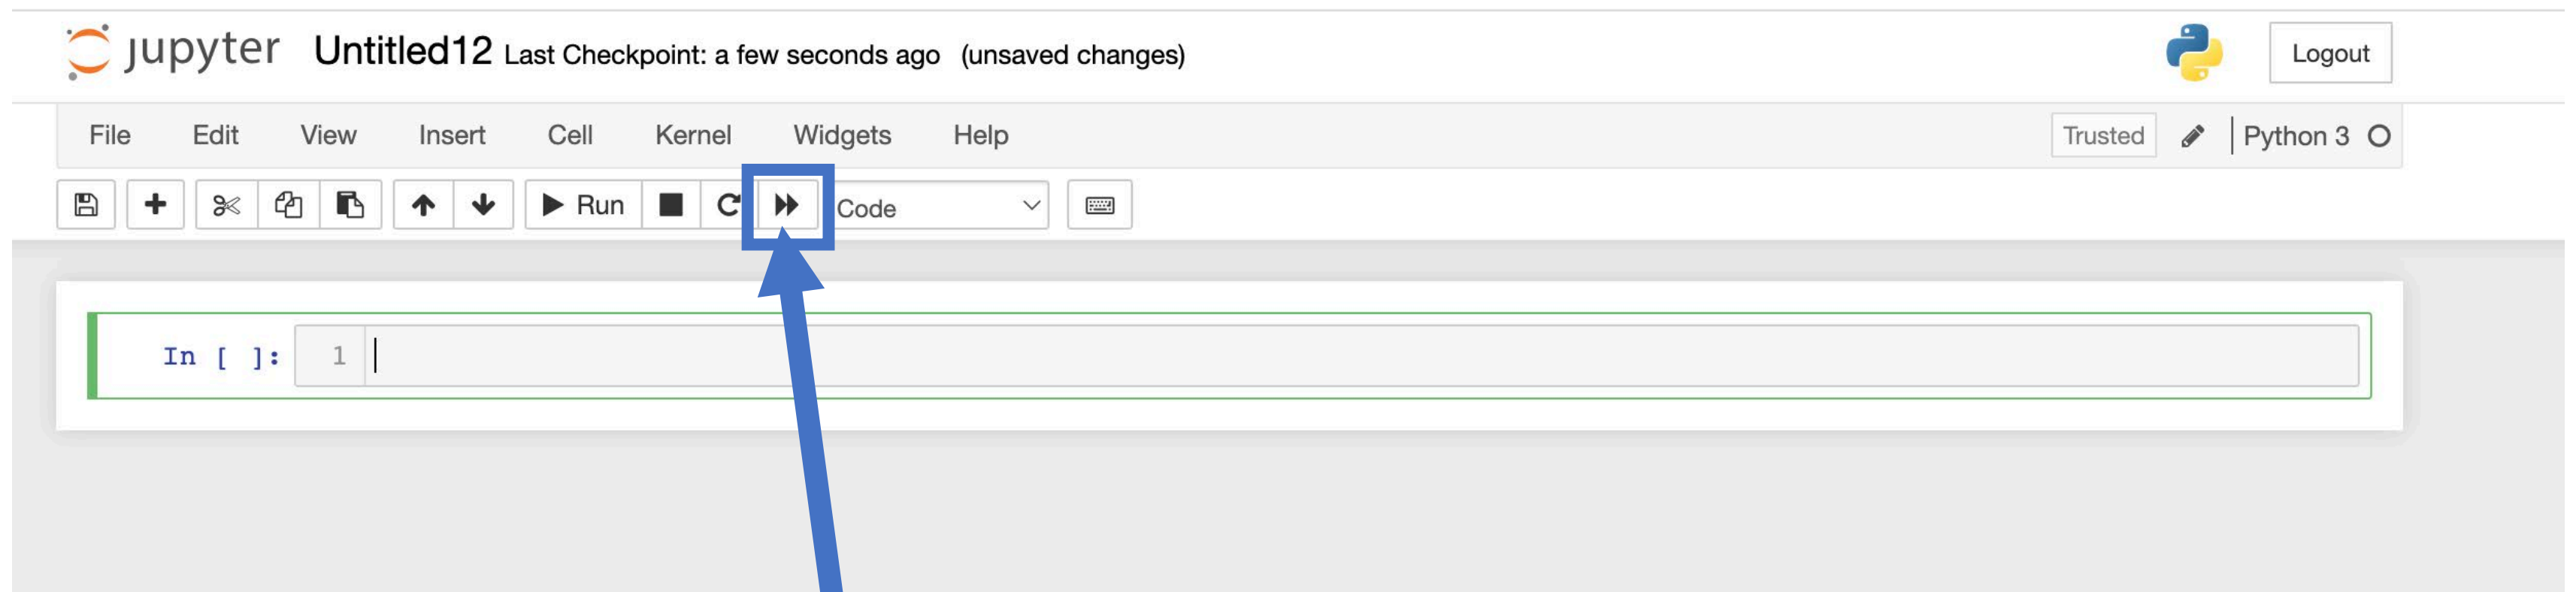 jupyter Untitled12 Last Checkpoint: a few seconds ago (unsaved changes) Logout
File Edit View Insert Cell Kernel Widgets Help Trusted Python 3
Run Code
In [ ]: 1